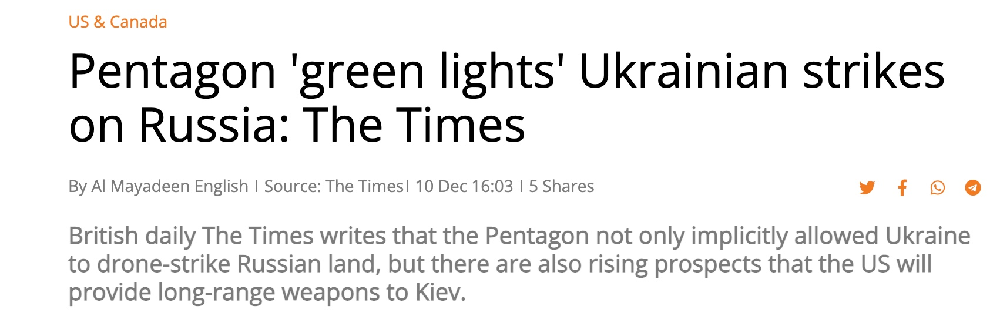 US & Canada
Pentagon 'green lights' Ukrainian strikes
on Russia: The Times
By Al Mayadeen English | Source: The Times| 10 Dec 16:03 | 5 Shares
British daily The Times writes that the Pentagon not only implicitly allowed Ukraine
to drone-strike Russian land, but there are also rising prospects that the US will
provide long-range weapons to Kiev.